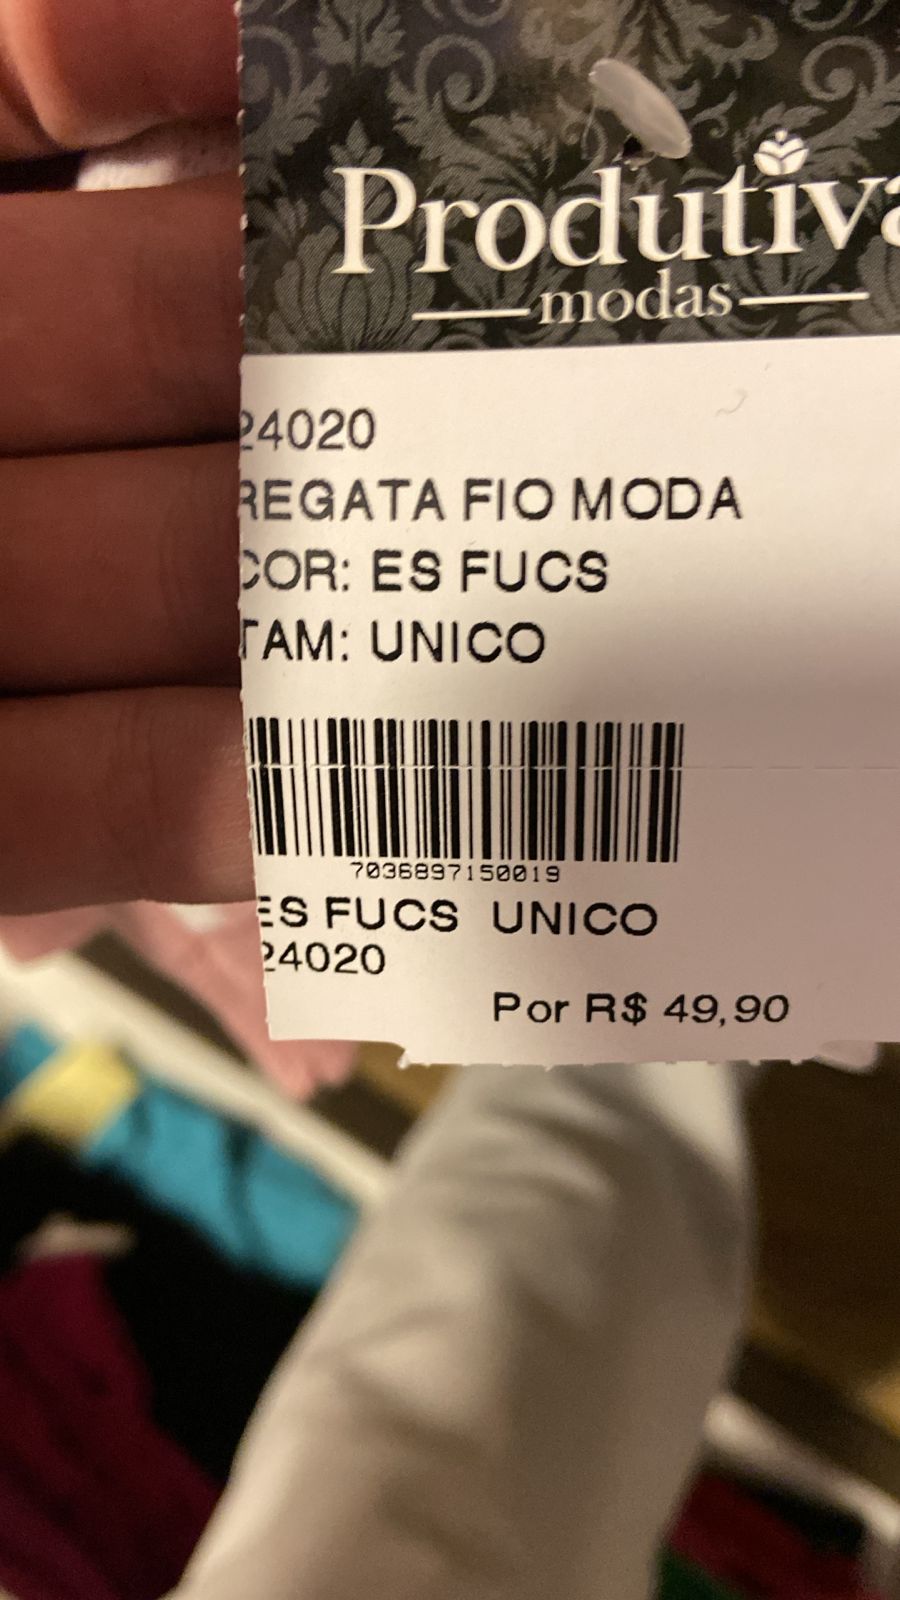 Produtiva
modas
24020
REGATA FIO MODA
COR: ES FUCS
TAM: UNICO
7036897150019
ES FUCS UNICO
24020
Por R$ 49,90